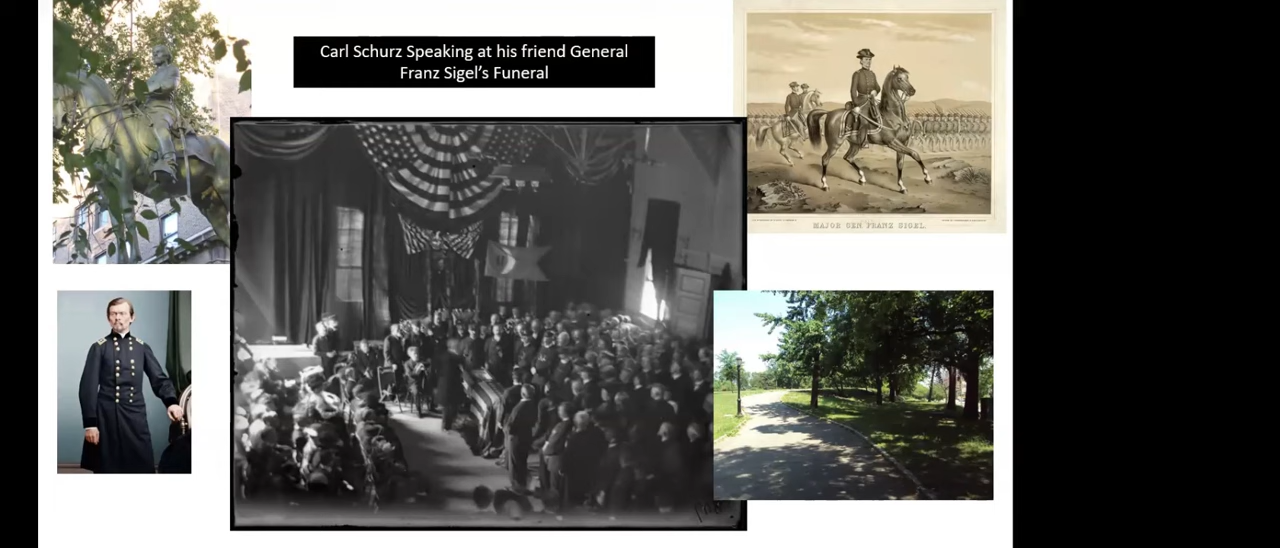 Carl Schurz Speaking at his friend General
Franz Sigel's Funeral
MAJOR GEN FRANZ SIGEL.